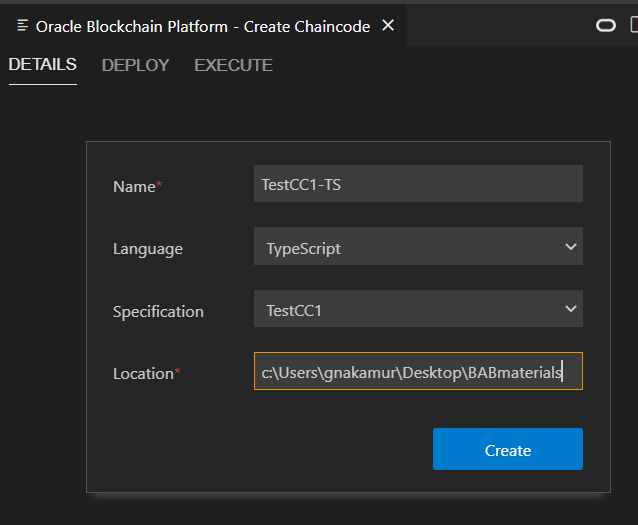 Oracle Blockchain Platform - Create Chaincode
DETAILS DEPLOY EXECUTE
Name* TestCC1-TS
Language TypeScript
Specification TestCC1
Location* c:\Users\gnakamur\Desktop\BABmaterials
Create